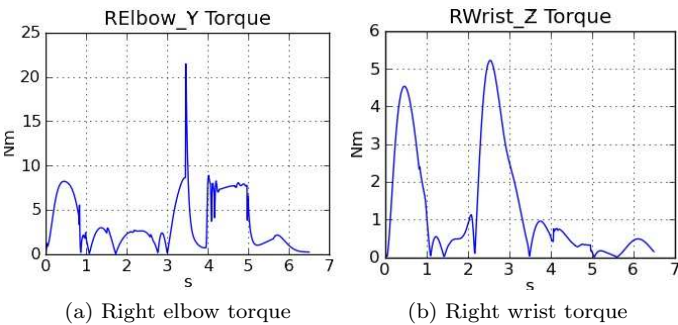 RElbow_Y Torque
25
20
15
10
5
0
Nm
0 1 2 3 4 5 6 7
s
(a) Right elbow torque
RWrist_Z Torque
6
5
4
3
2
1
0
Nm
0 1 2 3 4 5 6 7
s
(b) Right wrist torque